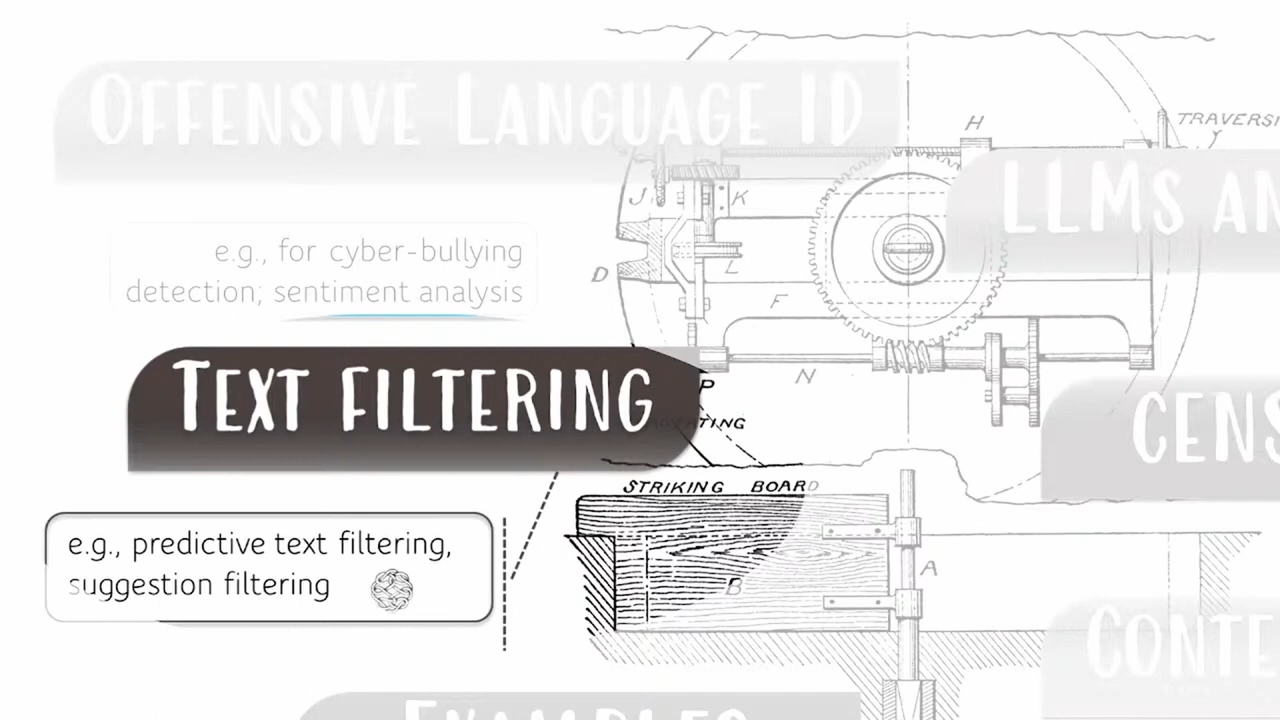 OFFENSIVE LANGUAGE ID
H
TRAVERSI
LLMS AN
J
K
e.g., for cyber-bullying
detection; sentiment analysis
D
L
F
TEXT FILTERING
N
P
CENS
STRIKING BOARD
e.g., predictive text filtering,
suggestion filtering
A
B
CONTE
EXAMPLES